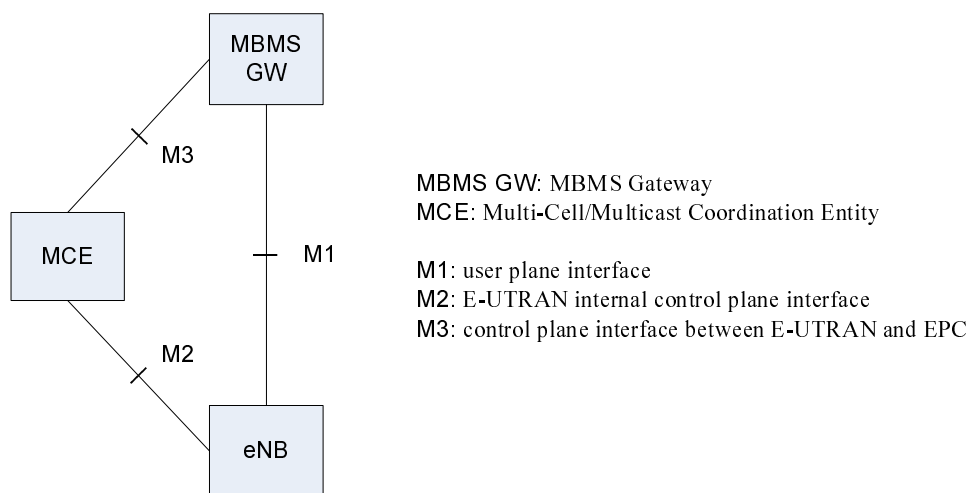 MBMS
GW
M3
MCE
M1
M2
eNB
MBMS GW: MBMS Gateway
MCE: Multi-Cell/Multicast Coordination Entity
M1: user plane interface
M2: E-UTRAN internal control plane interface
M3: control plane interface between E-UTRAN and EPC